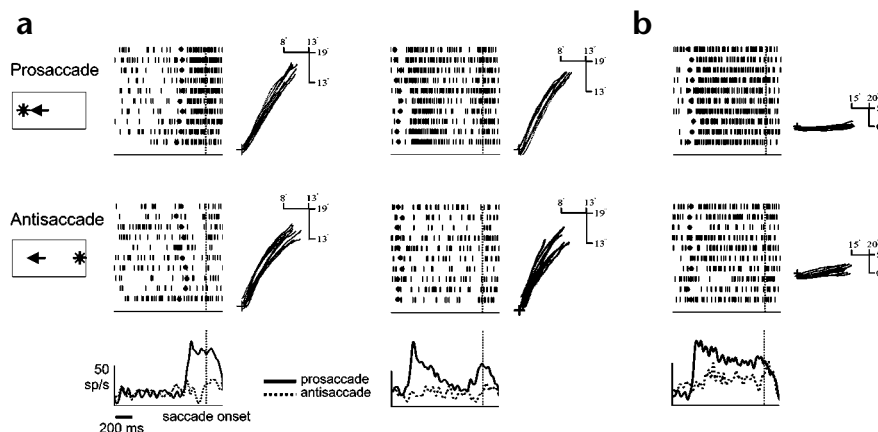 a
b
8' 13'
19'
13'
8' 13'
19'
13'
15' 20'
Prosaccade
8' 13'
19'
13'
8' 13'
19'
13'
15' 20'
Antisaccade
50
sp/s
saccade onset
200 ms
prosaccade
antisaccade